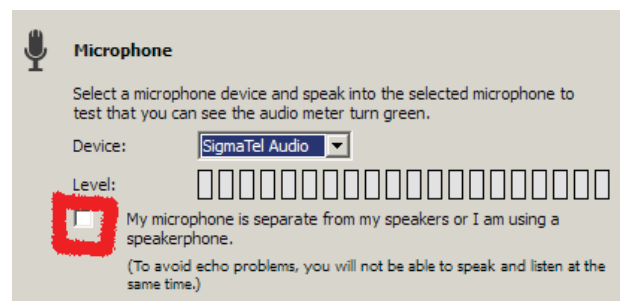 Microphone
Select a microphone device and speak into the selected microphone to
test that you can see the audio meter turn green.
Device:
SigmaTel Audio
Level:
My microphone is separate from my speakers or I am using a
speakerphone.
(To avoid echo problems, you will not be able to speak and listen at the
same time.)